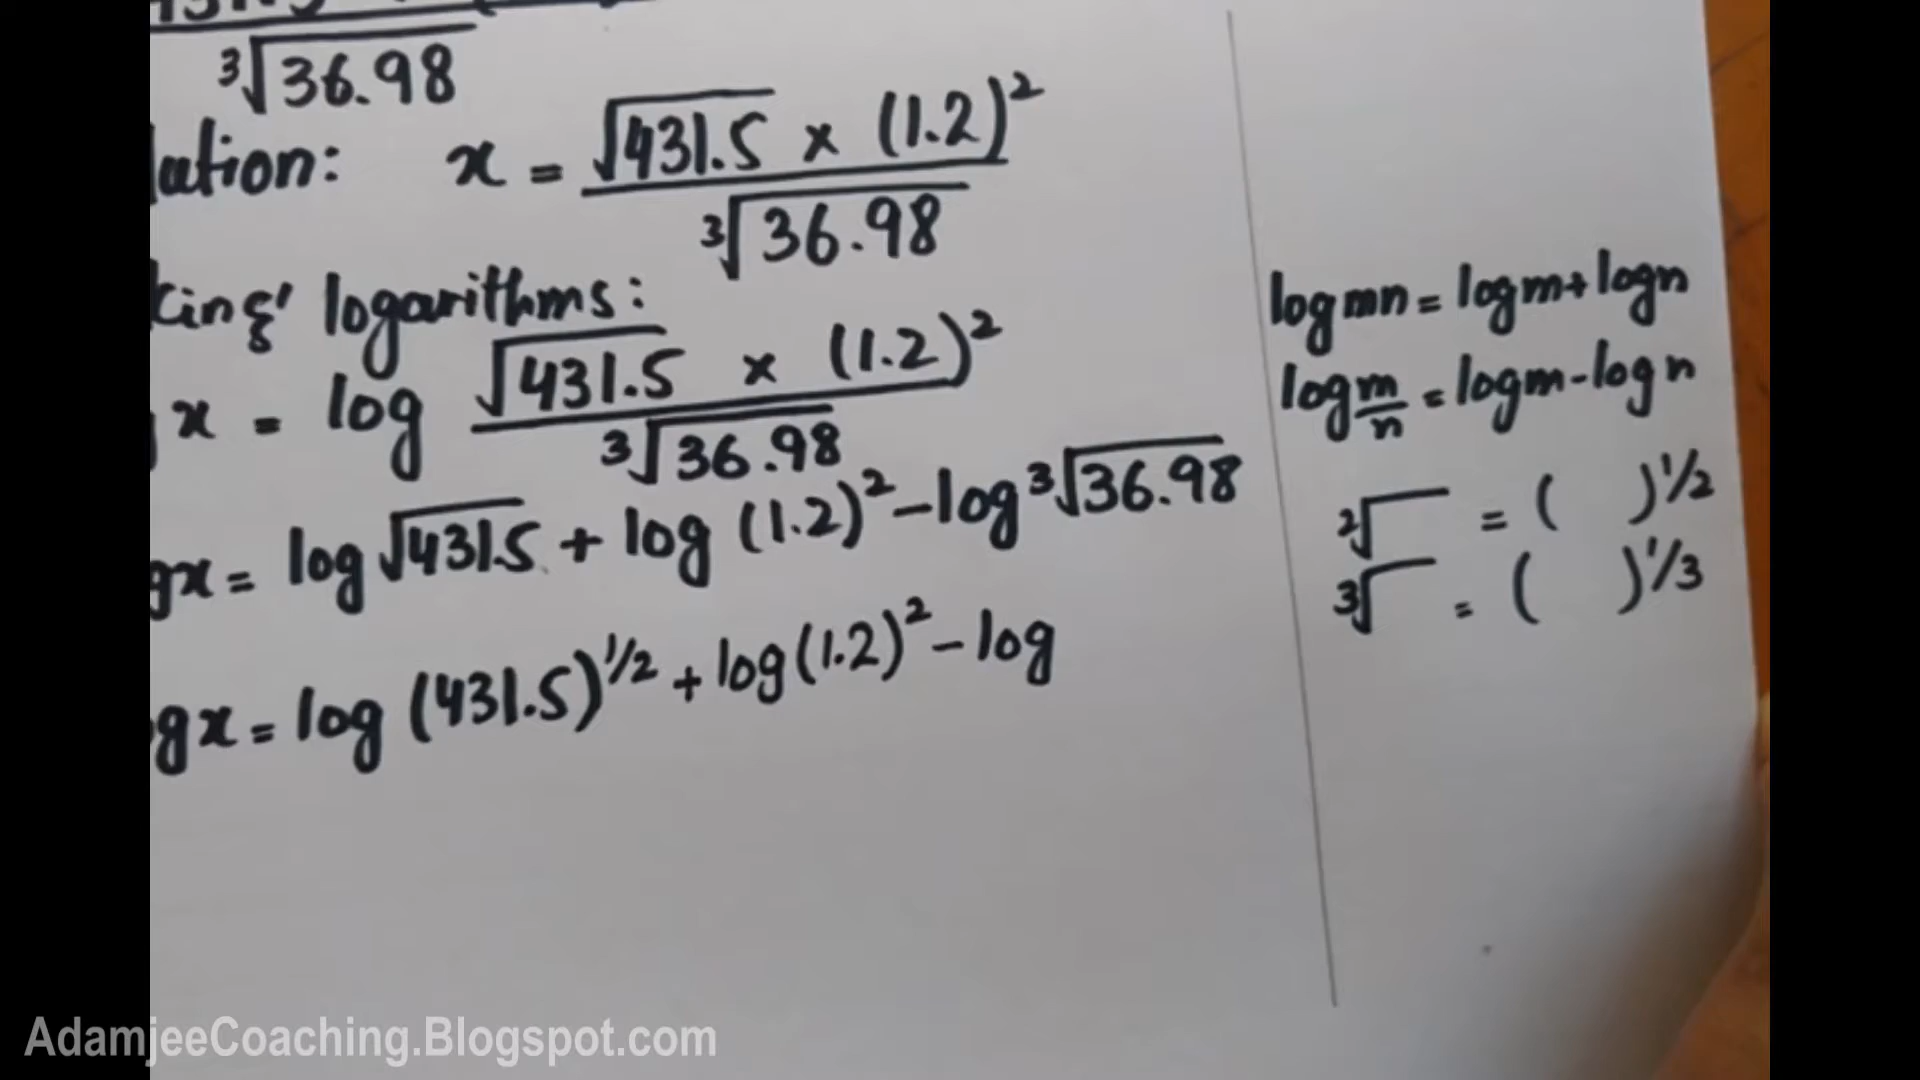 ³√36.98
lation: x = √431.5 × (1.2)² / ³√36.98
king logarithms:
x = log √431.5 × (1.2)² / ³√36.98
gx = log √431.5 + log (1.2)² - log ³√36.98
gx = log (431.5)^1/2 + log (1.2)² - log
log mn = log m + log n
log m/n = log m - log n
²√ = ( )^1/2
³√ = ( )^1/3
AdamjeeCoaching.Blogspot.com